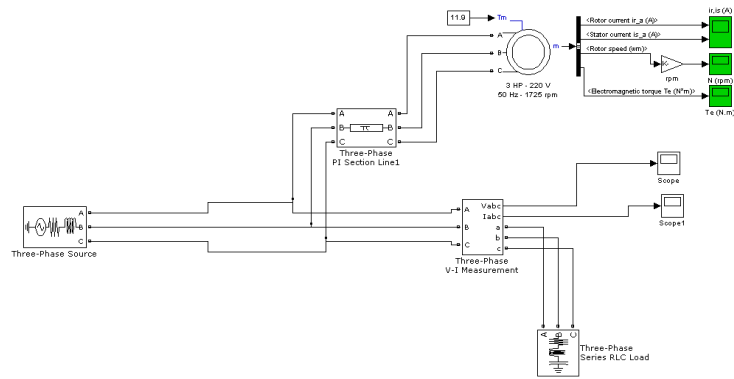 ir,is (A)
11.9
Tm
<Rotor current ir_a (A)>
<Stator current is_a (A)>
A
B
C
m
<Rotor speed (wm)>
K-
rpm
N (rpm)
3 HP - 220 V
50 Hz - 1725 rpm
<Electromagnetic torque Te (N*m)>
Te (N.m)
A A
B B
C C
Three-Phase
PI Section Line1
Scope
Scope1
A
B
C
Three-Phase Source
A
B
C
Vabc
Iabc
a
b
c
Three-Phase
V-I Measurement
A
B
C
Three-Phase
Series RLC Load